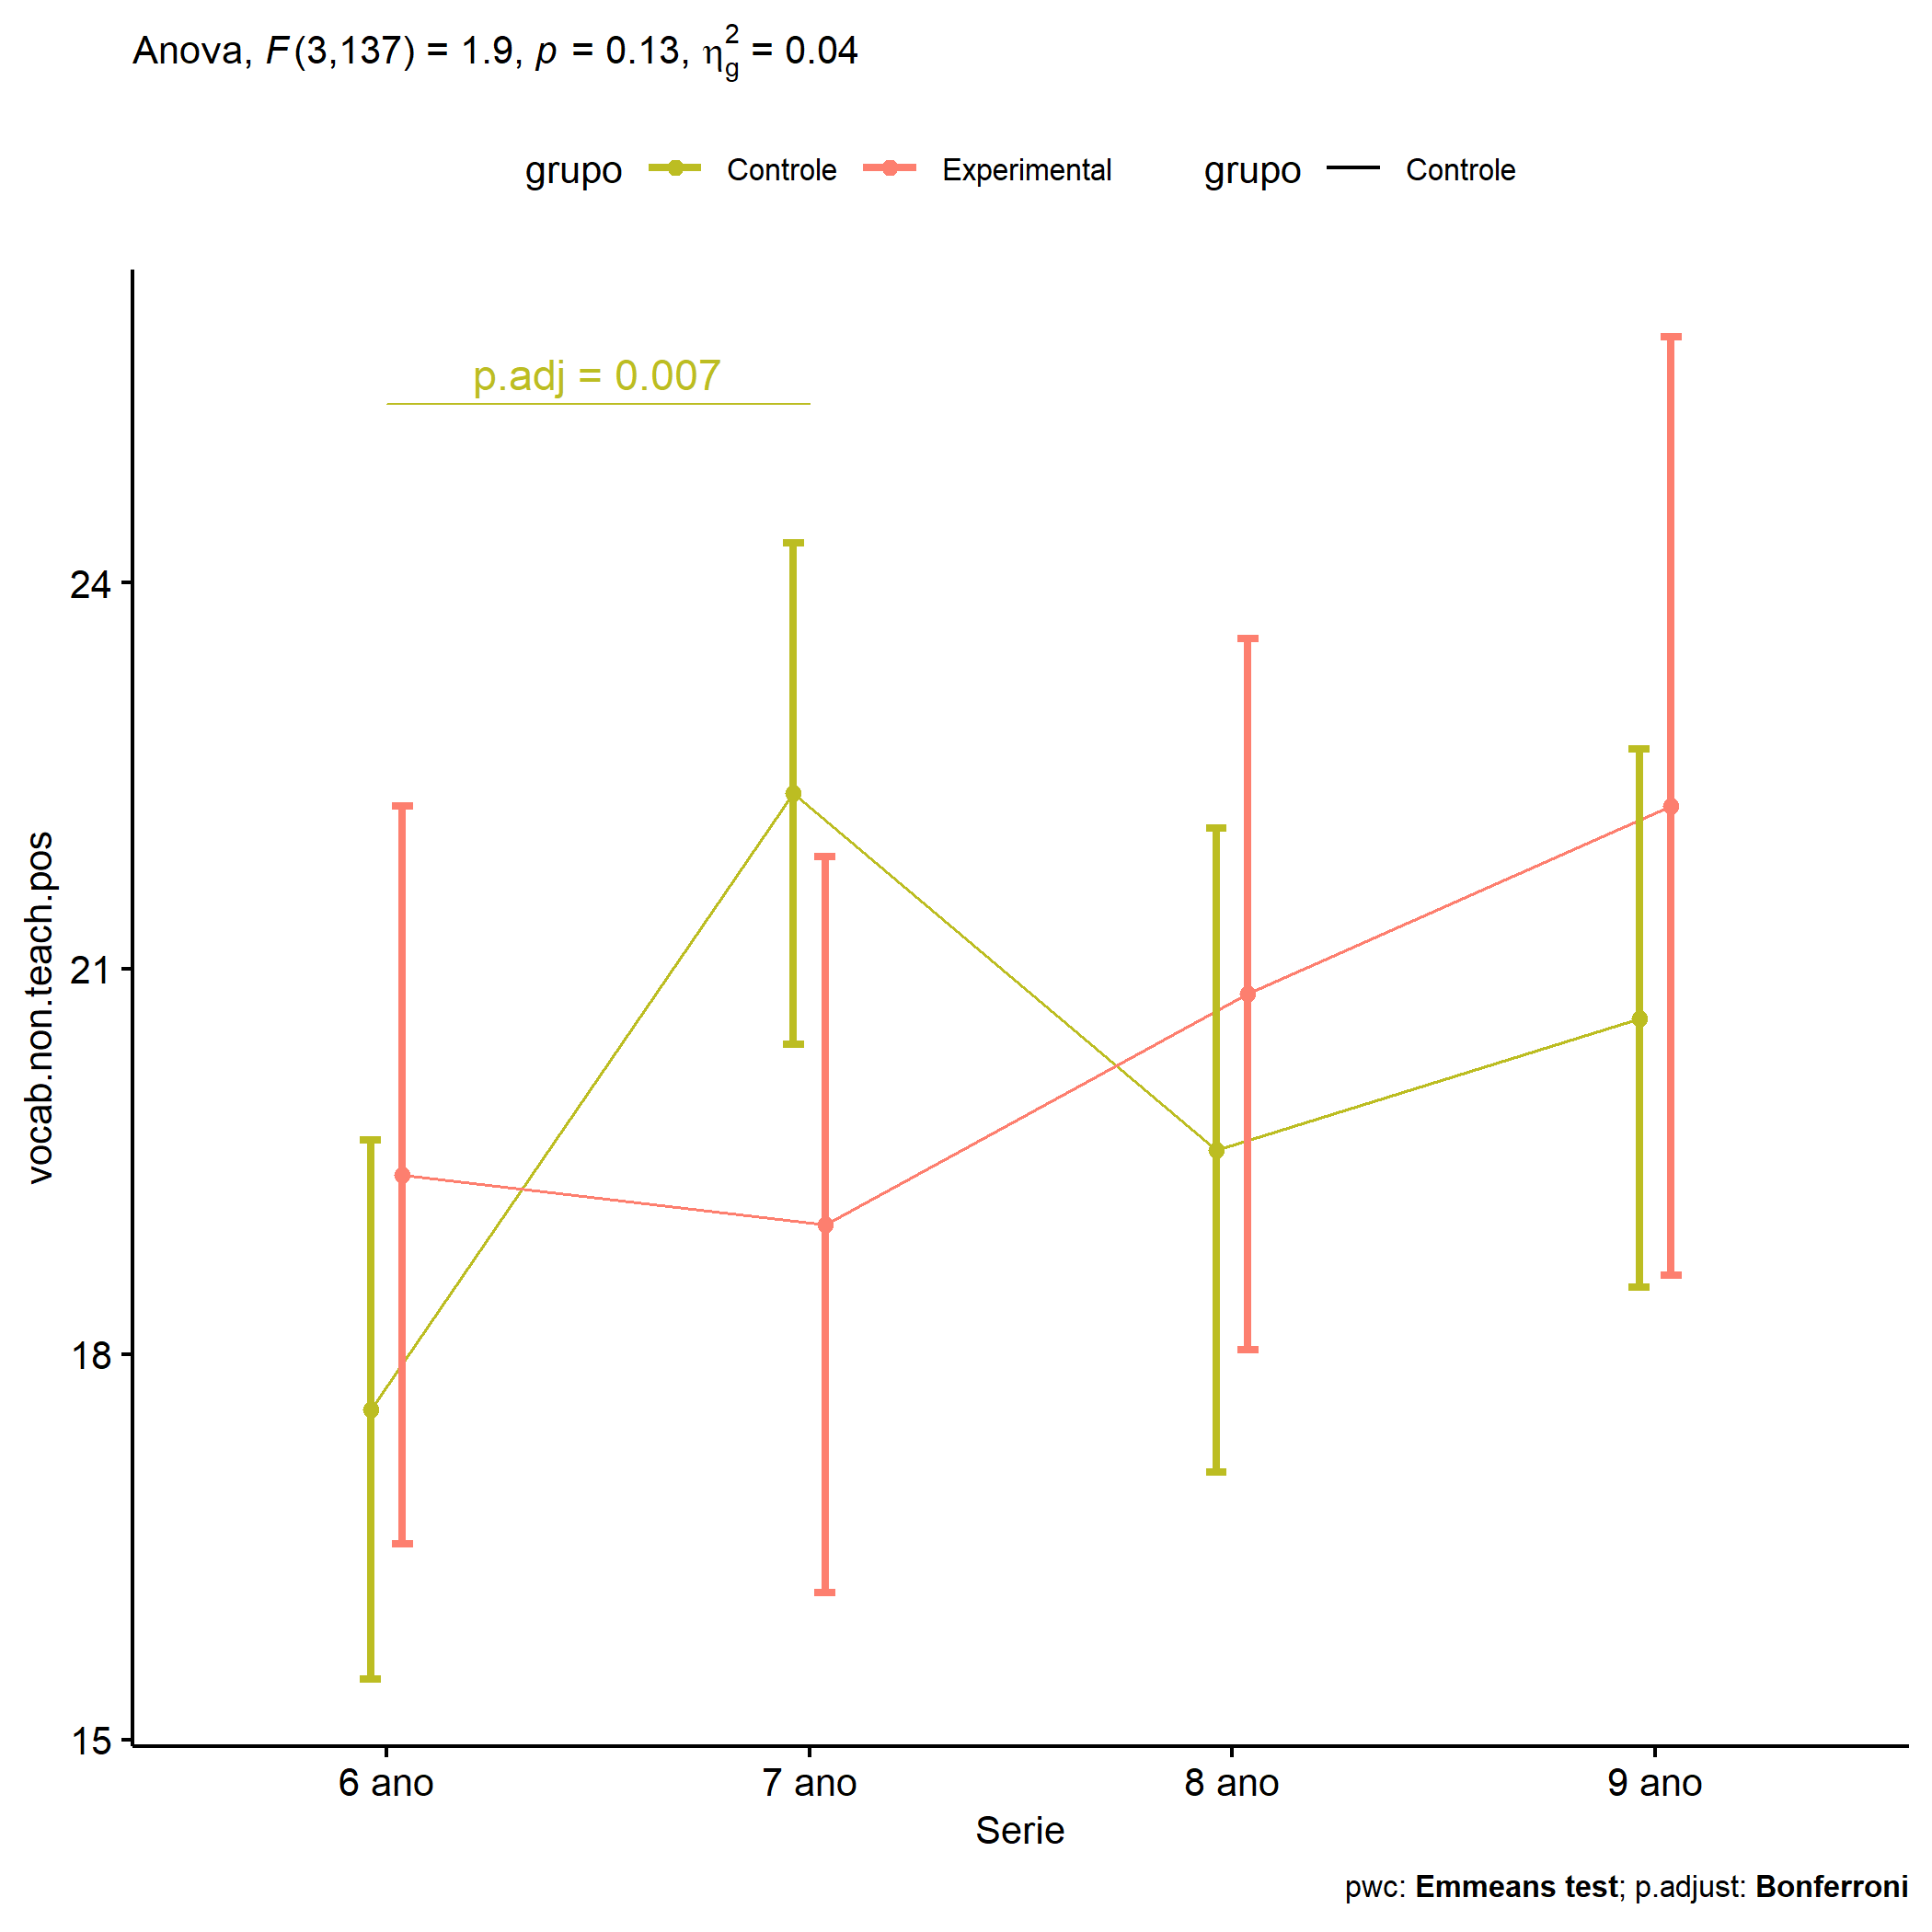 Anova, F(3,137) = 1.9, p = 0.13, η²g = 0.04
grupo Controle Experimental grupo Controle
p.adj = 0.007
24
21
18
15
vocab.non.teach.pos
6 ano 7 ano 8 ano 9 ano
Serie
pwc: Emmeans test; p.adjust: Bonferroni